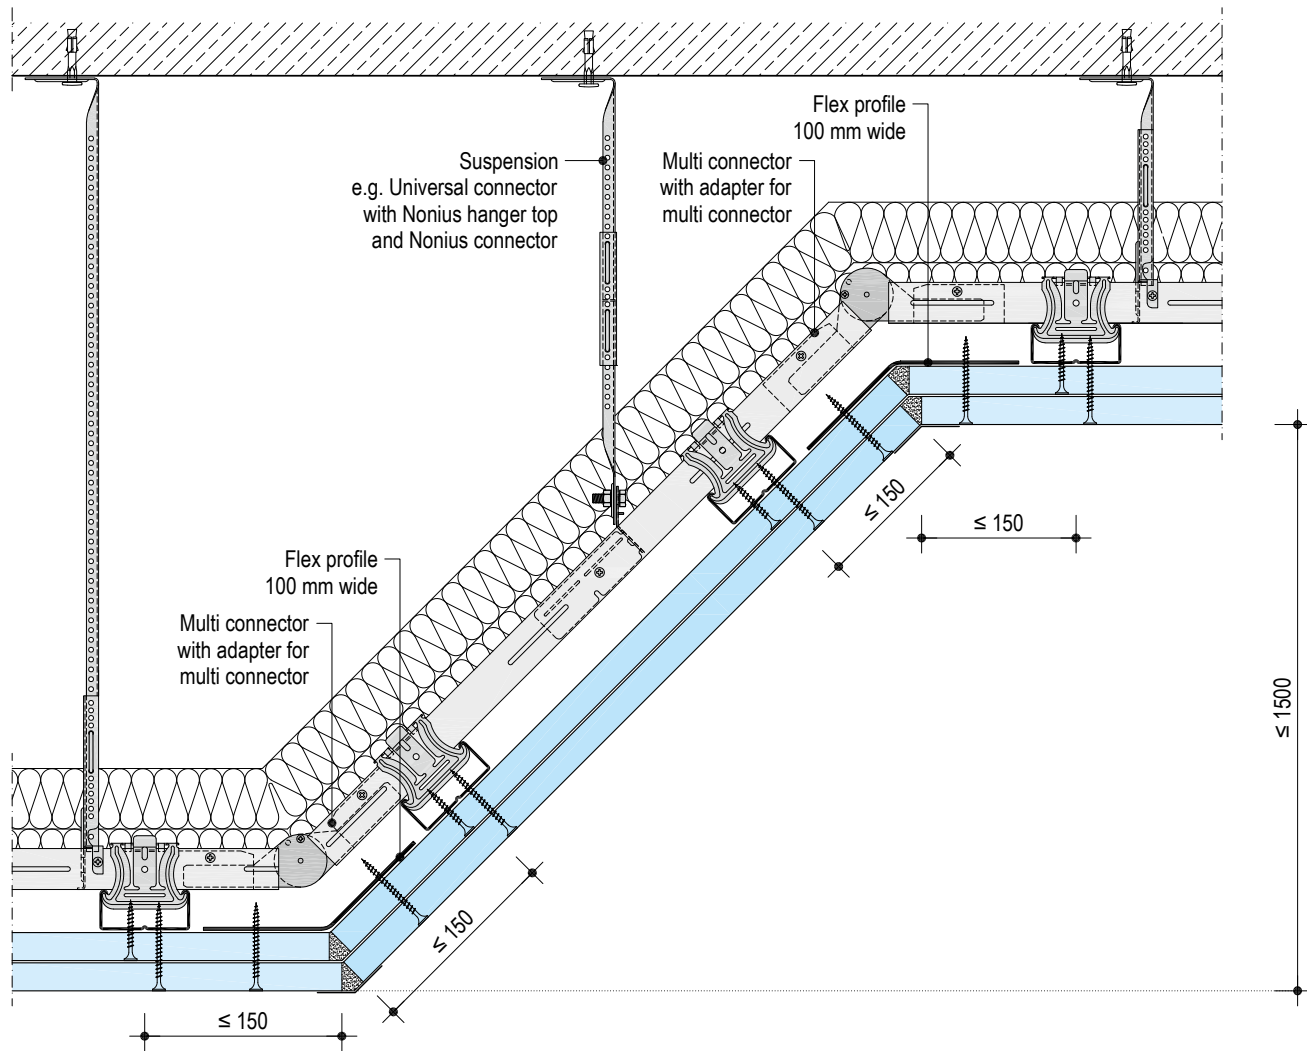 Flex profile
100 mm wide
Suspension
e.g. Universal connector
with Nonius hanger top
and Nonius connector
Multi connector
with adapter for
multi connector
≤ 150
≤ 150
Flex profile
100 mm wide
Multi connector
with adapter for
multi connector
≤ 1500
≤ 150
≤ 150